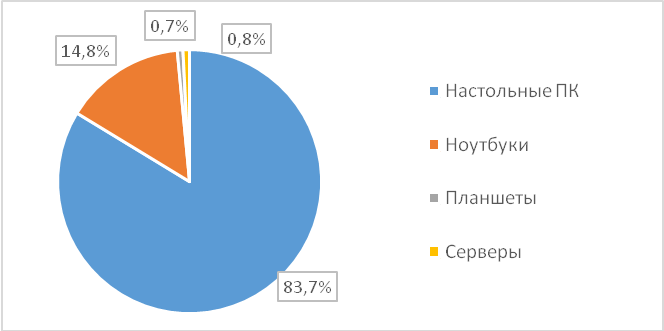 0,7%
0,8%
14,8%
83,7%
Настольные ПК
Ноутбуки
Планшеты
Серверы